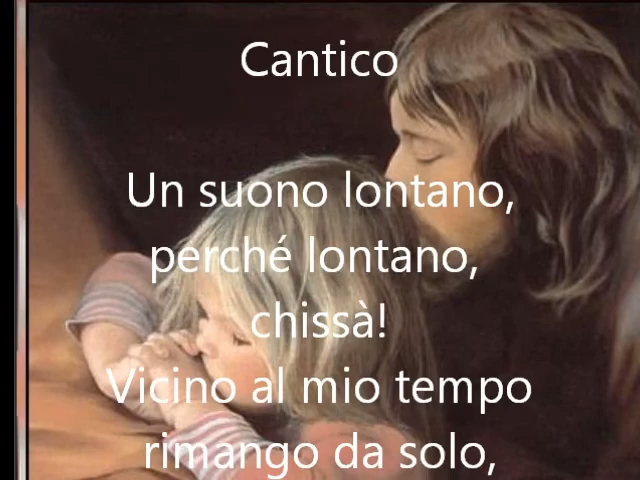 Cantico
Un suono lontano,
perché lontano,
chissà!
Vicino al mio tempo
rimango da solo,